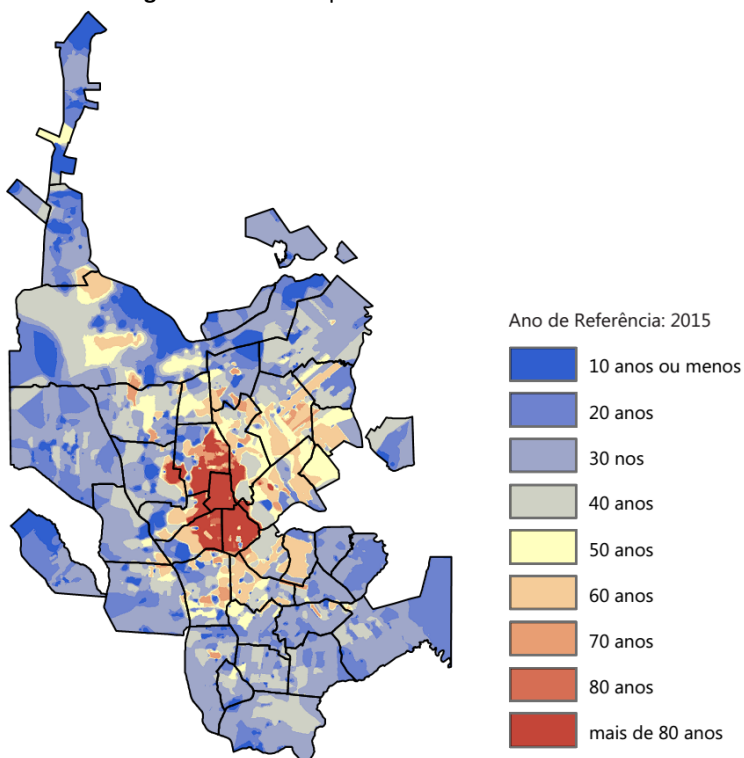 Ano de Referência: 2015
10 anos ou menos
20 anos
30 nos
40 anos
50 anos
60 anos
70 anos
80 anos
mais de 80 anos